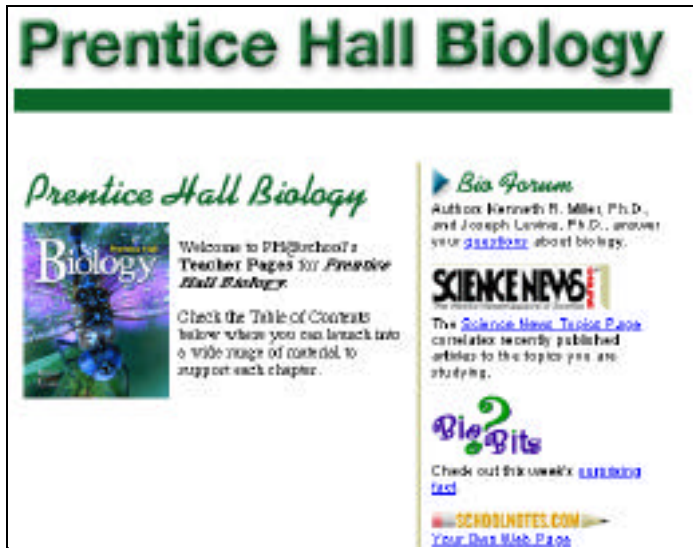 Prentice Hall Biology
Prentice Hall Biology
Prentice Hall
Biology
Welcome to PH@school's
Teacher Pages for Prentice
Hall Biology.
Check the Table of Contents
below where you can launch into
a wide range of material to
support each chapter.
Bio Forum
Authors Kenneth R. Miller, Ph.D.,
and Joseph Levine, Ph.D., answer
your questions about biology.
SCIENCE NEWS
The Science News Topics Page
correlates recently published
articles to the topics you are
studying.
Bio?Bits
Check out this week's surprising
fact
SCHOOLNOTES.COM
Your Own Web Page